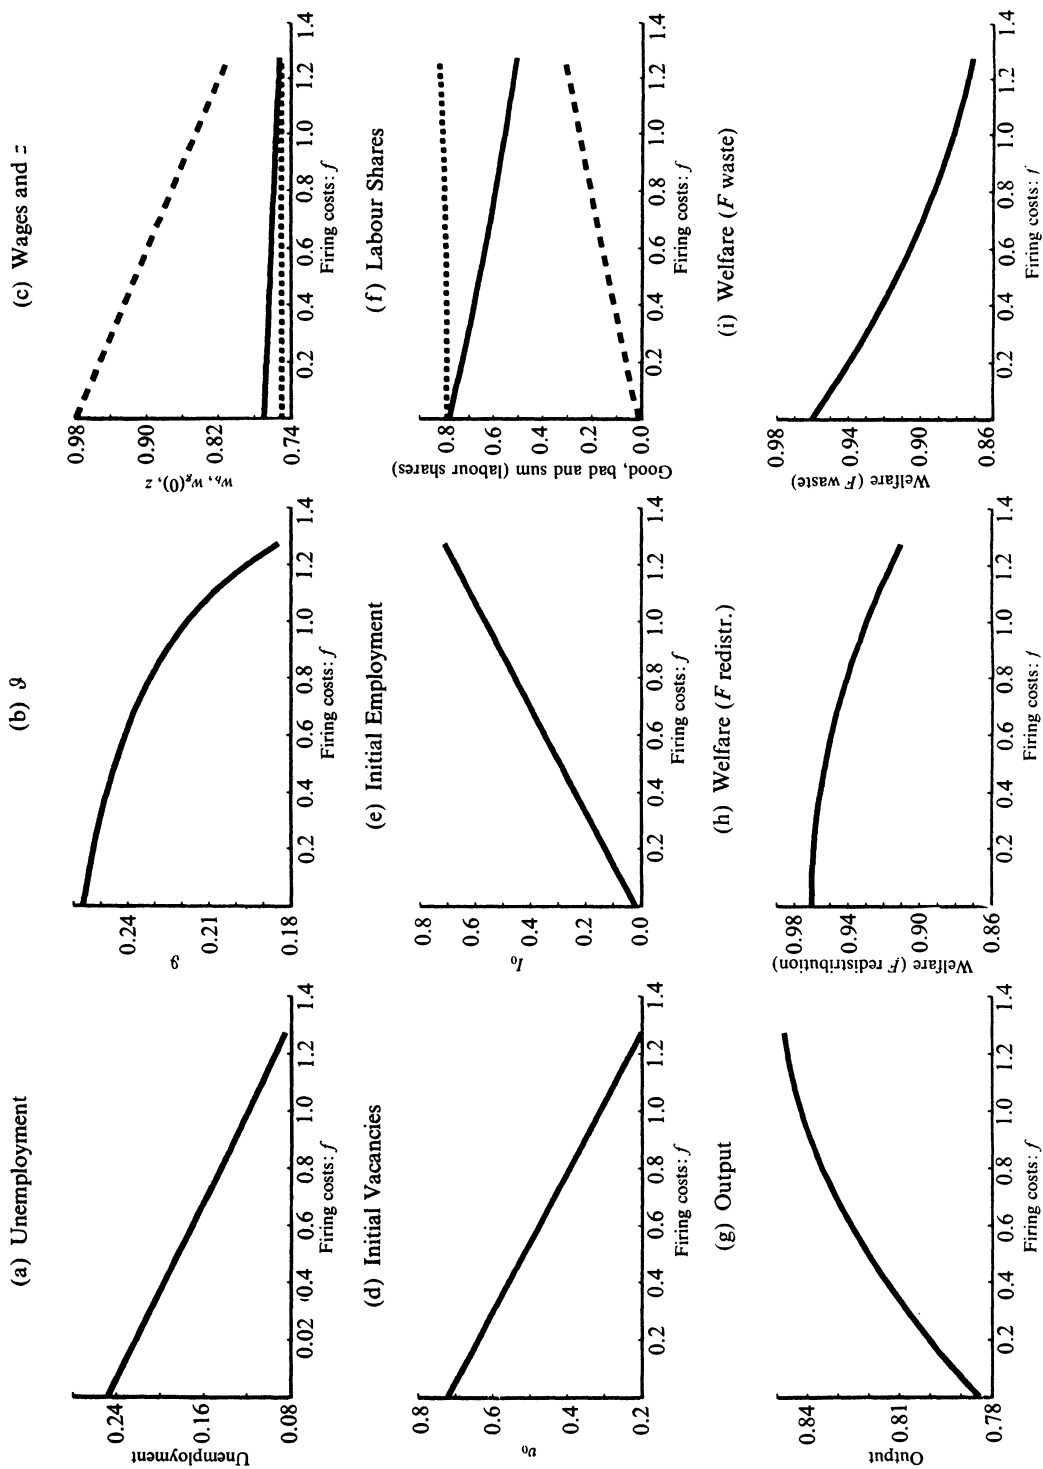 (a) Unemployment
Unemployment
0.24
0.16
0.08
0.02 0.4 0.6 0.8 1.0 1.2 1.4
Firing costs: f
(b) ϑ
ϑ
0.24
0.21
0.18
0.2 0.4 0.6 0.8 1.0 1.2 1.4
Firing costs: f
(c) Wages and z
w_b, w_g(0), z
0.98
0.90
0.82
0.74
0.2 0.4 0.6 0.8 1.0 1.2 1.4
Firing costs: f
(d) Initial Vacancies
υ₀
0.8
0.6
0.4
0.2
0.2 0.4 0.6 0.8 1.0 1.2 1.4
Firing costs: f
(e) Initial Employment
I₀
0.8
0.6
0.4
0.2
0.0
0.2 0.4 0.6 0.8 1.0 1.2 1.4
Firing costs: f
(f) Labour Shares
Good, bad and sum (labour shares)
0.8
0.6
0.4
0.2
0.0
0.2 0.4 0.6 0.8 1.0 1.2 1.4
Firing costs: f
(g) Output
Output
0.84
0.81
0.78
0.2 0.4 0.6 0.8 1.0 1.2 1.4
Firing costs: f
(h) Welfare (F redistr.)
Welfare (F redistribution)
0.98
0.94
0.90
0.86
0.2 0.4 0.6 0.8 1.0 1.2 1.4
Firing costs: f
(i) Welfare (F waste)
Welfare (F waste)
0.98
0.94
0.90
0.86
0.2 0.4 0.6 0.8 1.0 1.2 1.4
Firing costs: f